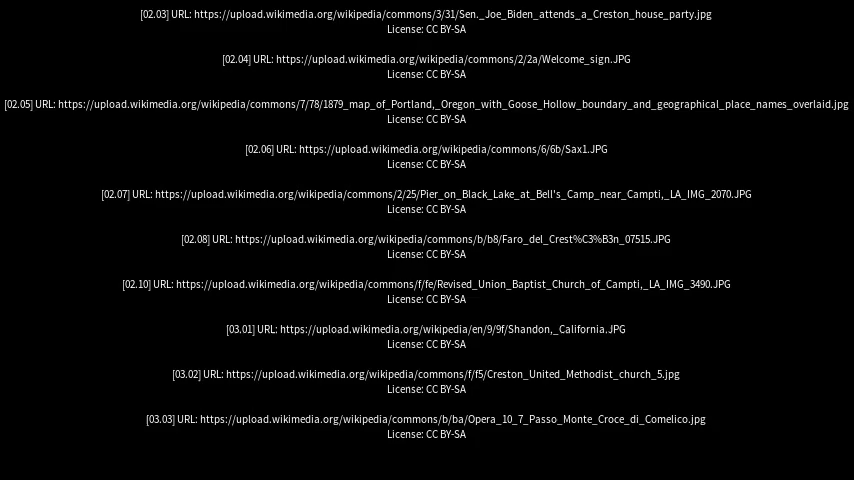 [02.03] URL: https://upload.wikimedia.org/wikipedia/commons/3/31/Sen._Joe_Biden_attends_a_Creston_house_party.jpg
License: CC BY-SA
[02.04] URL: https://upload.wikimedia.org/wikipedia/commons/2/2a/Welcome_sign.JPG
License: CC BY-SA
[02.05] URL: https://upload.wikimedia.org/wikipedia/commons/7/78/1879_map_of_Portland,_Oregon_with_Goose_Hollow_boundary_and_geographical_place_names_overlaid.jpg
License: CC BY-SA
[02.06] URL: https://upload.wikimedia.org/wikipedia/commons/6/6b/Sax1.JPG
License: CC BY-SA
[02.07] URL: https://upload.wikimedia.org/wikipedia/commons/2/25/Pier_on_Black_Lake_at_Bell's_Camp_near_Campti,_LA_IMG_2070.JPG
License: CC BY-SA
[02.08] URL: https://upload.wikimedia.org/wikipedia/commons/b/b8/Faro_del_Crest%C3%B3n_07515.JPG
License: CC BY-SA
[02.10] URL: https://upload.wikimedia.org/wikipedia/commons/f/fe/Revised_Union_Baptist_Church_of_Campti,_LA_IMG_3490.JPG
License: CC BY-SA
[03.01] URL: https://upload.wikimedia.org/wikipedia/en/9/9f/Shandon,_California.JPG
License: CC BY-SA
[03.02] URL: https://upload.wikimedia.org/wikipedia/commons/f/f5/Creston_United_Methodist_church_5.jpg
License: CC BY-SA
[03.03] URL: https://upload.wikimedia.org/wikipedia/commons/b/ba/Opera_10_7_Passo_Monte_Croce_di_Comelico.jpg
License: CC BY-SA